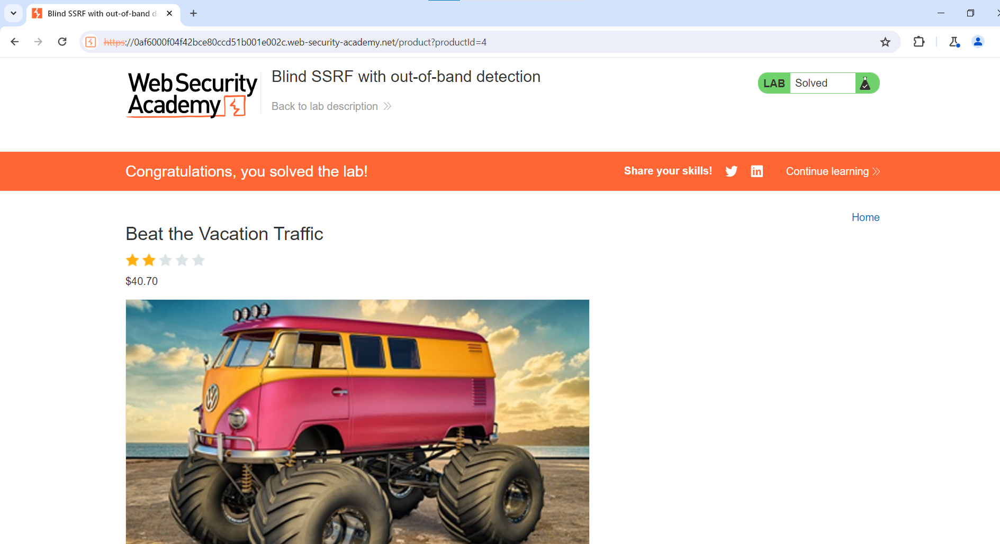 Blind SSRF with out-of-band d
https://0af6000f04f42bce80ccd51b001e002c.web-security-academy.net/product?productId=4
Web Security
Academy
Blind SSRF with out-of-band detection
Back to lab description
LAB Solved
Congratulations, you solved the lab!
Share your skills!
Continue learning
Home
Beat the Vacation Traffic
$40.70